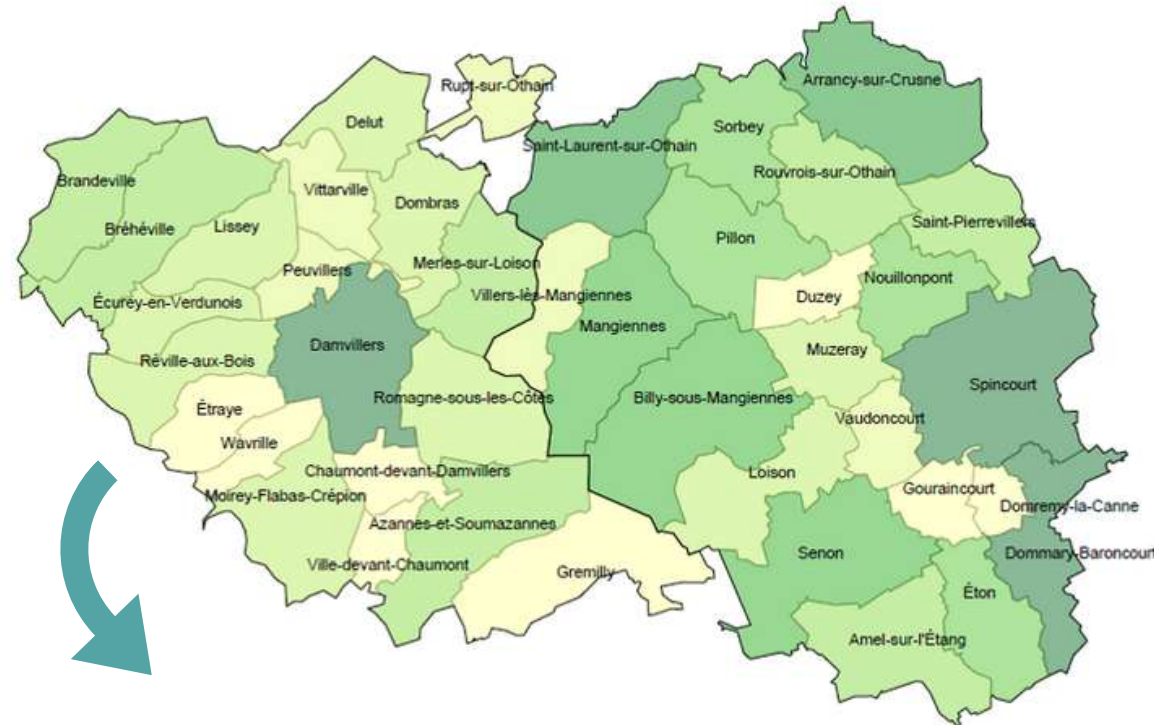 Arrancy-sur-Crusne
Rupt-sur-Othain
Delut
Sorbey
Saint-Laurent-sur-Othain
Rouvrois-sur-Othain
Brandeville
Vittarville
Dombras
Bréhéville
Lissey
Saint-Pierrevillers
Pillon
Merles-sur-Loison
Peuvillers
Nouillonpont
Villers-lès-Mangiennes
Duzey
Écurey-en-Verdunois
Mangiennes
Damvillers
Muzeray
Réville-aux-Bois
Spincourt
Romagne-sous-les-Côtes
Billy-sous-Mangiennes
Étraye
Vaudoncourt
Wavrille
Chaumont-devant-Damvillers
Loison
Gouraincourt
Moirey-Flabas-Crépion
Domremy-la-Canne
Azannes-et-Soumazannes
Senon
Dommary-Baroncourt
Ville-devant-Chaumont
Gremilly
Éton
Amel-sur-l'Étang